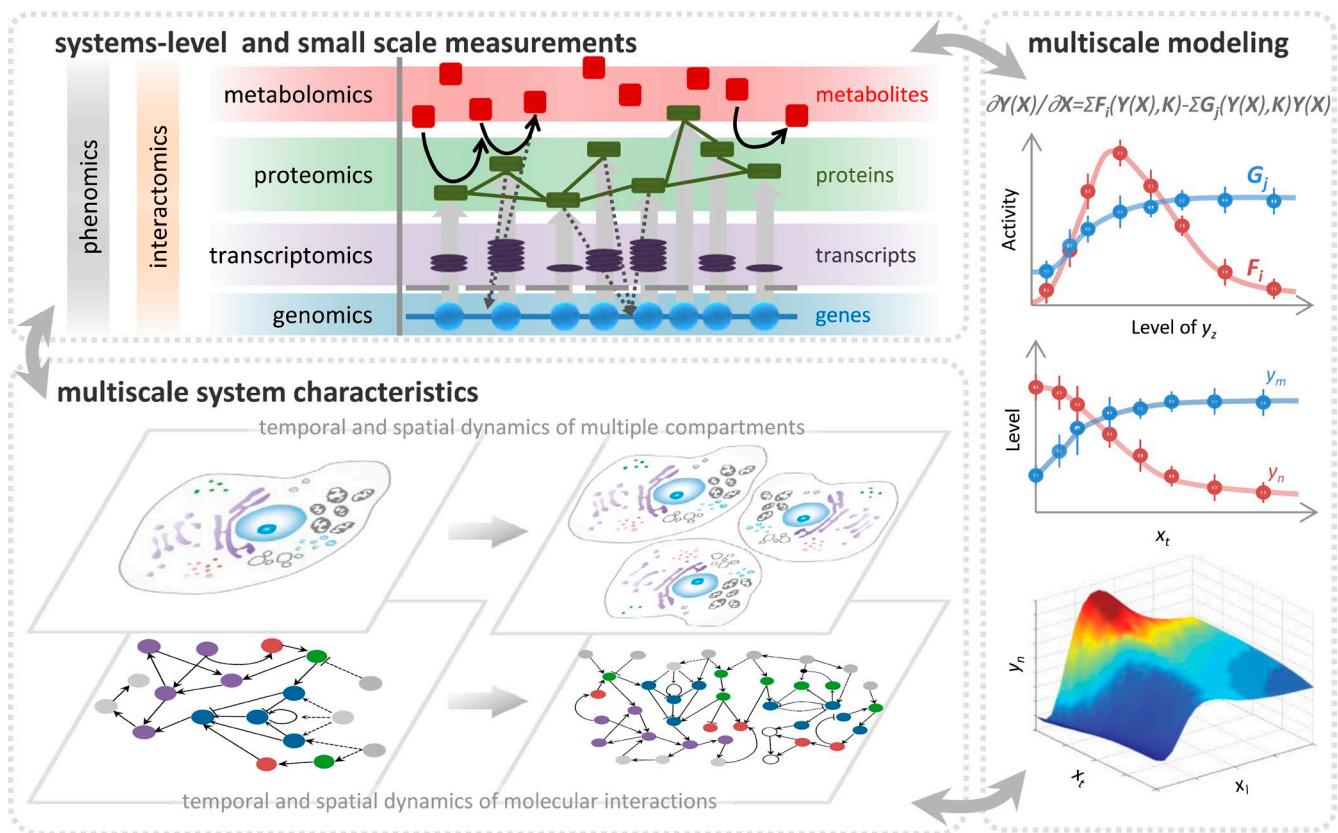 systems-level and small scale measurements
phenomics
interactomics
metabolomics
metabolites
proteomics
proteins
transcriptomics
transcripts
genomics
genes
multiscale system characteristics
temporal and spatial dynamics of multiple compartments
temporal and spatial dynamics of molecular interactions
multiscale modeling
∂Y(X)/∂X=ΣFᵢ(Y(X),K)-ΣGⱼ(Y(X),K)Y(X)
Activity
Gⱼ
Fᵢ
Level of y_z
Level
yₘ
yₙ
xₜ
yₙ
xₜ
xₗ